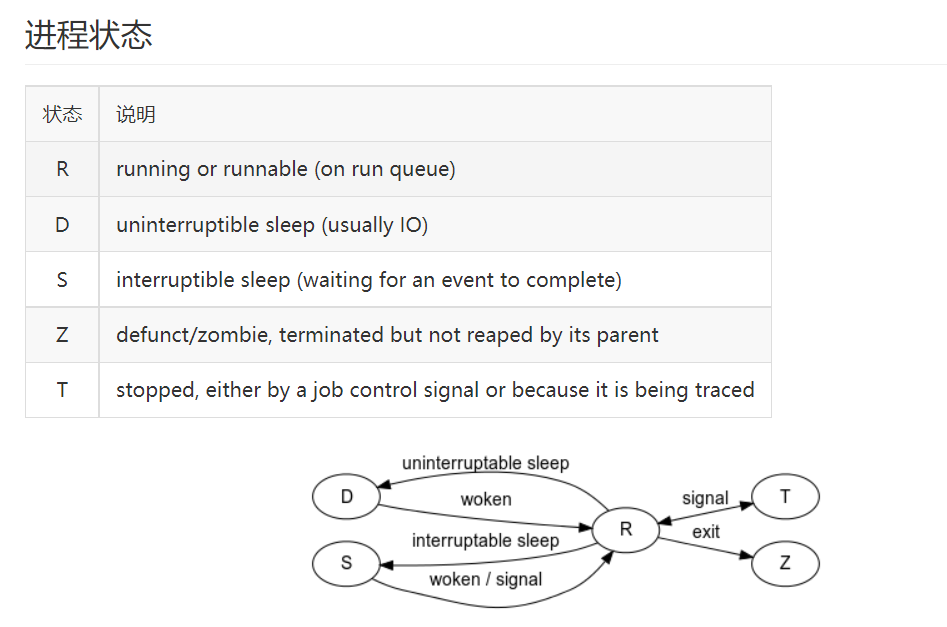 进程状态
状态 说明
R running or runnable (on run queue)
D uninterruptible sleep (usually IO)
S interruptible sleep (waiting for an event to complete)
Z defunct/zombie, terminated but not reaped by its parent
T stopped, either by a job control signal or because it is being traced
uninterruptable sleep
D woken signal T
R
interruptable sleep exit
S woken / signal Z